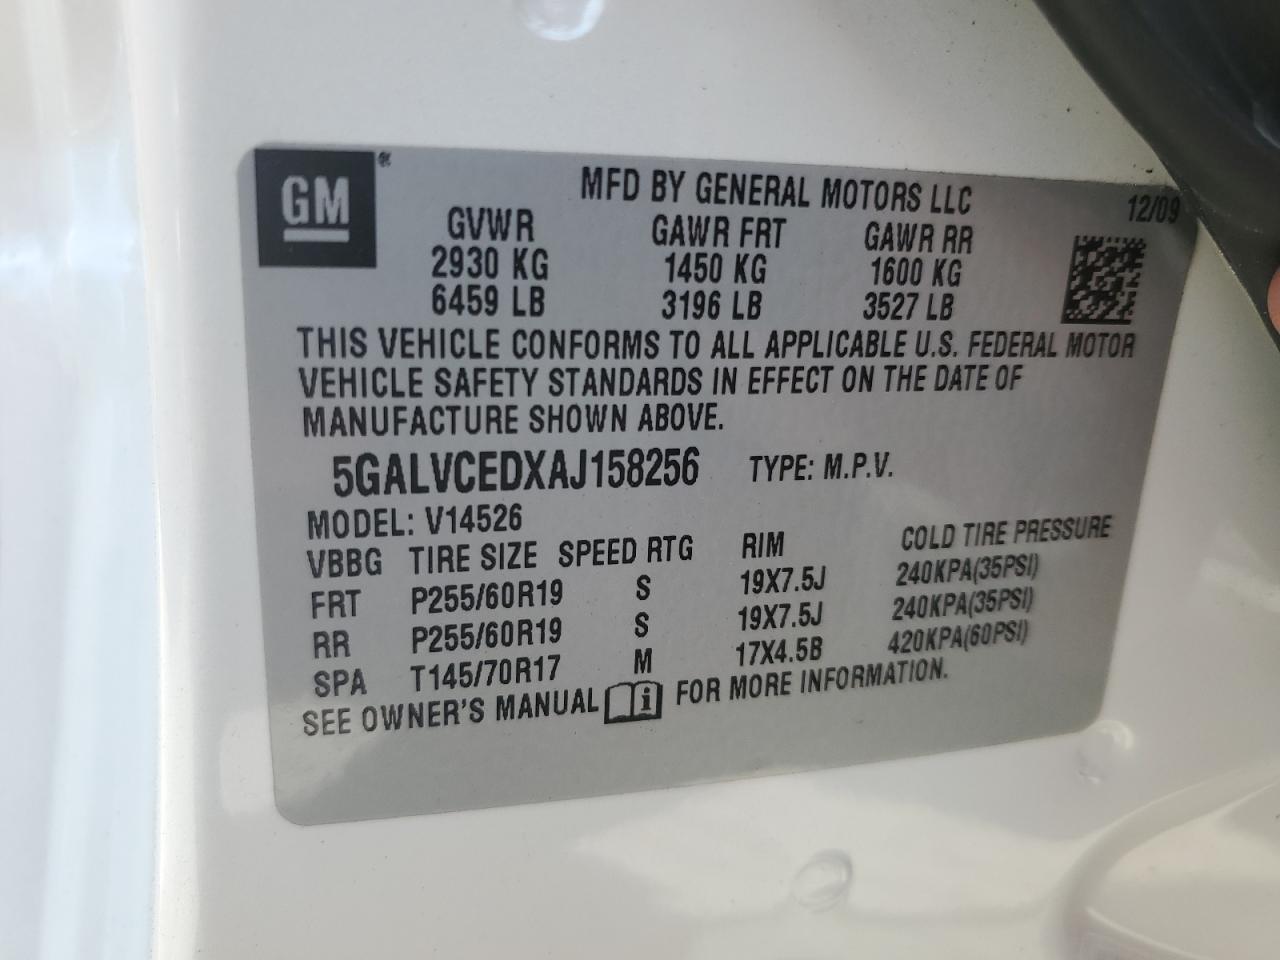 GM®
MFD BY GENERAL MOTORS LLC 12/09
GVWR GAWR FRT GAWR RR
2930 KG 1450 KG 1600 KG
6459 LB 3196 LB 3527 LB
THIS VEHICLE CONFORMS TO ALL APPLICABLE U.S. FEDERAL MOTOR
VEHICLE SAFETY STANDARDS IN EFFECT ON THE DATE OF
MANUFACTURE SHOWN ABOVE.
5GALVCEDXAJ158256 TYPE: M.P.V.
MODEL: V14526
VBBG TIRE SIZE SPEED RTG RIM COLD TIRE PRESSURE
FRT P255/60R19 S 19X7.5J 240KPA(35PSI)
RR P255/60R19 S 19X7.5J 240KPA(35PSI)
SPA T145/70R17 M 17X4.5B 420KPA(60PSI)
SEE OWNER'S MANUAL i FOR MORE INFORMATION.